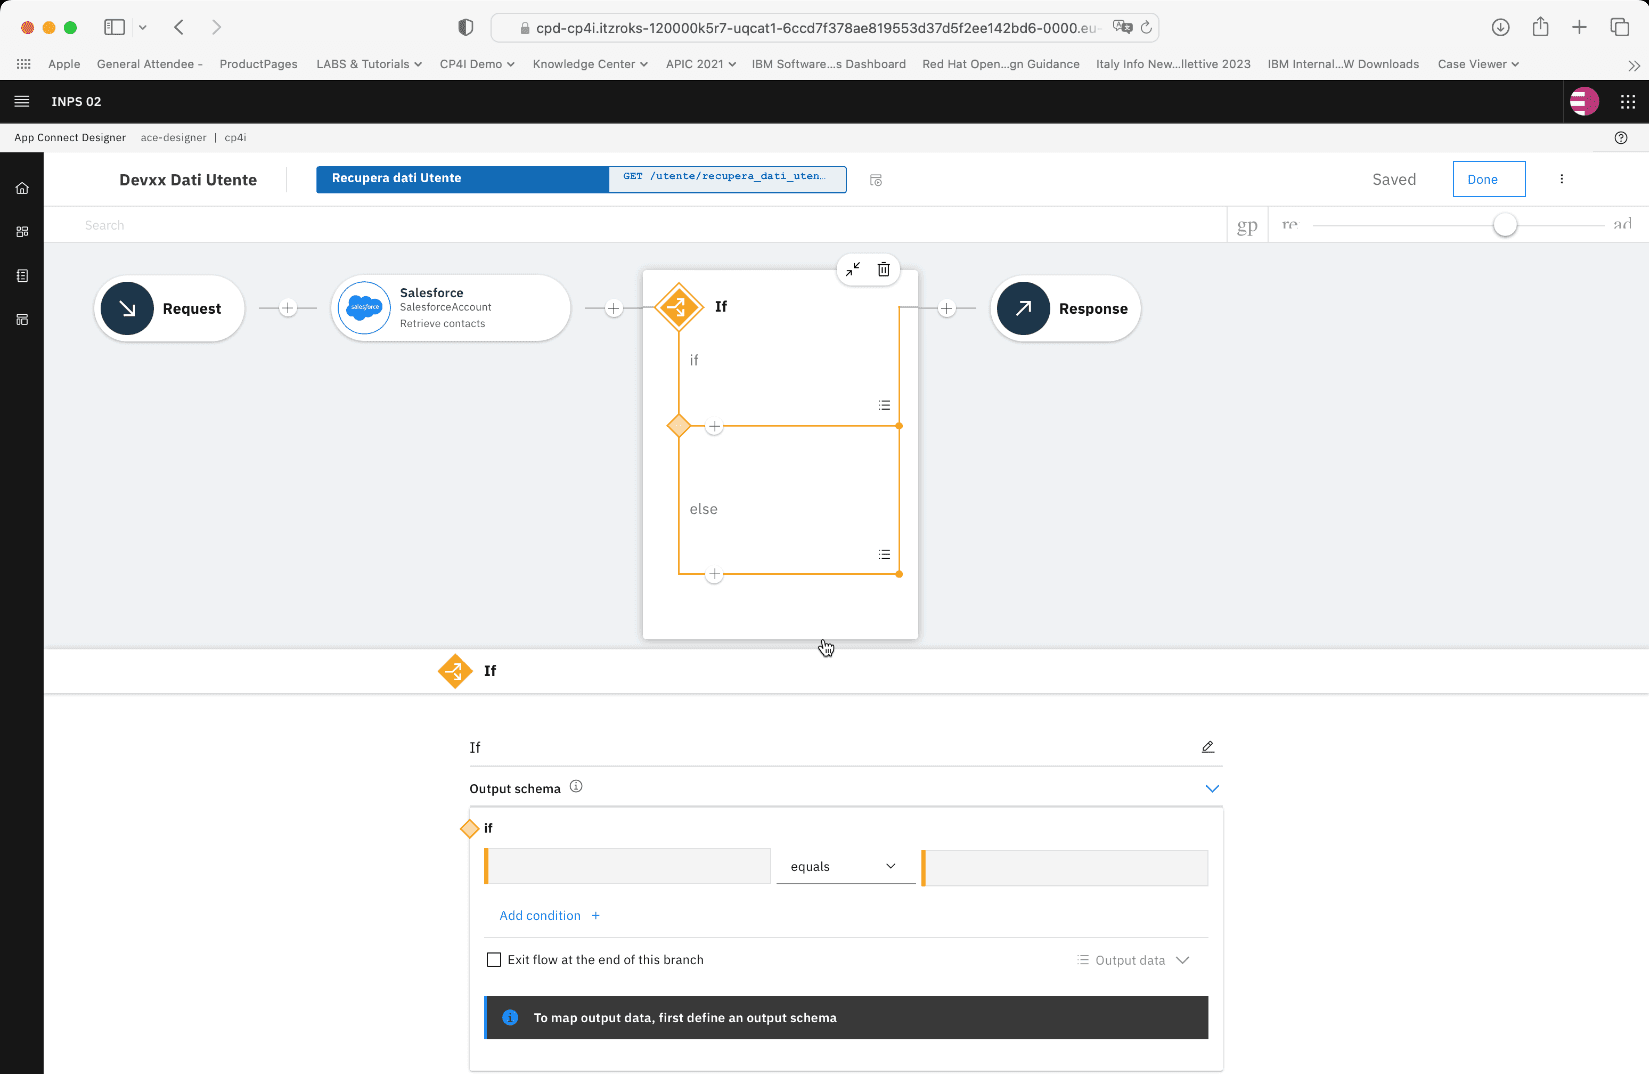 cpd-cp4i.itzroks-120000k5r7-uqcat1-6ccd7f378ae819553d37d5f2ee142bd6-0000.eu-
Apple General Attendee - ProductPages LABS & Tutorials CP4I Demo Knowledge Center APIC 2021 IBM Software...s Dashboard Red Hat Open...gn Guidance Italy Info New...llettive 2023 IBM Internal...W Downloads Case Viewer
INPS 02
App Connect Designer ace-designer | cp4i
Devxx Dati Utente
Recupera dati Utente GET /utente/recupera_dati_uten...
Saved Done
Search
gp re ad
Request
Salesforce
SalesforceAccount
Retrieve contacts
salesforce
If
Response
if
else
If
If
Output schema
if
equals
Add condition +
Exit flow at the end of this branch
Output data
To map output data, first define an output schema